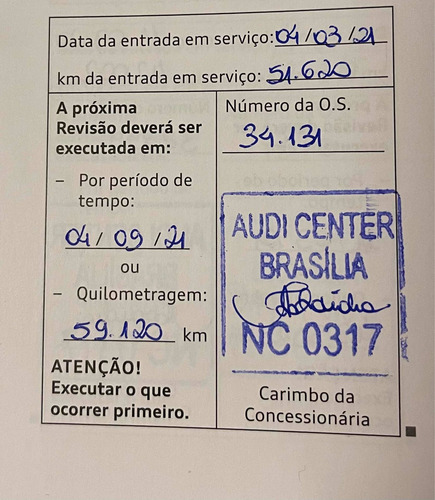 Data da entrada em serviço: 04/03/21
km da entrada em serviço: 51.620
A próxima
Revisão deverá ser
executada em:
– Por período de
tempo:
04/09/21
ou
– Quilometragem:
59.120 km
ATENÇÃO!
Executar o que
ocorrer primeiro.
Número da O.S.
34.131
AUDI CENTER
BRASÍLIA
NC 0317
Carimbo da
Concessionária